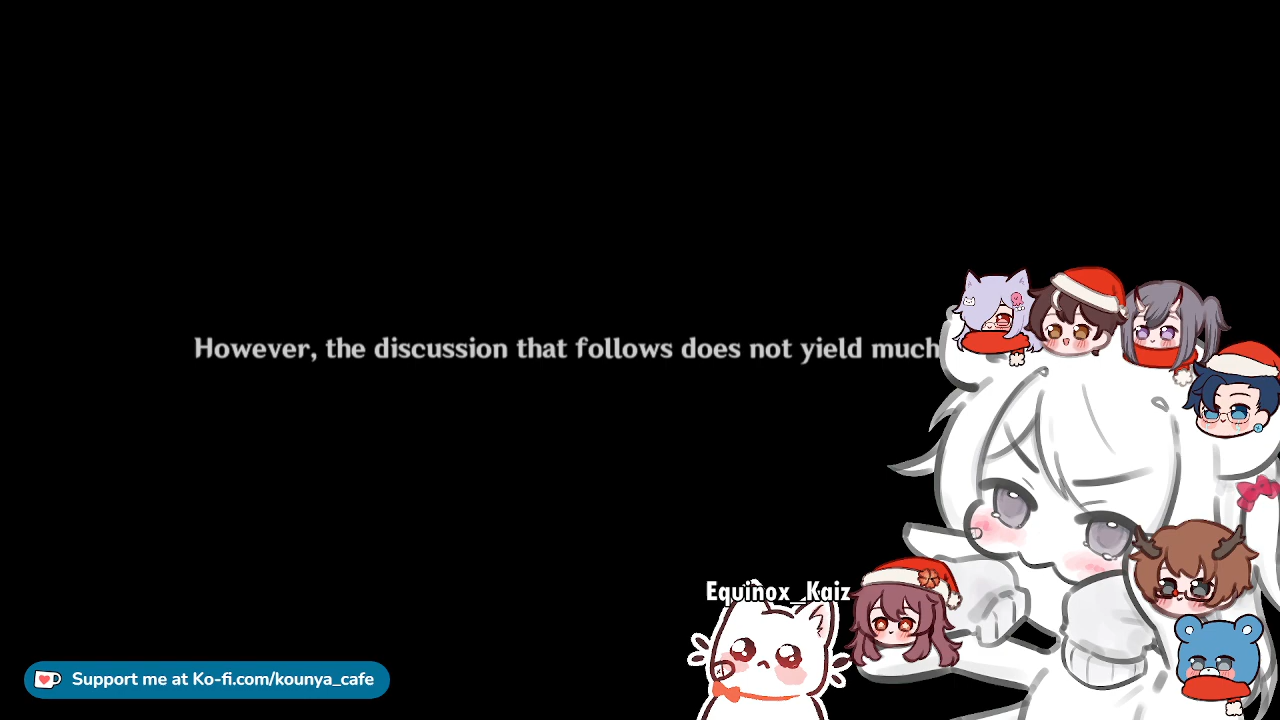 However, the discussion that follows does not yield much
Equinox_Kaiz
Support me at Ko-fi.com/kounya_cafe